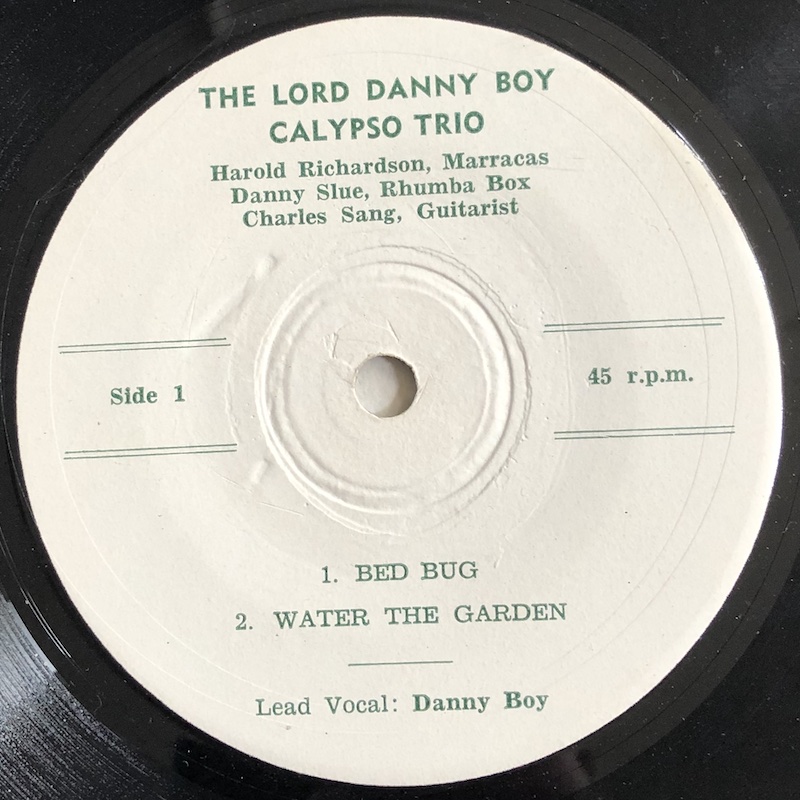 THE LORD DANNY BOY
CALYPSO TRIO
Harold Richardson, Marracas
Danny Slue, Rhumba Box
Charles Sang, Guitarist
Side 1
45 r.p.m.
1. BED BUG
2. WATER THE GARDEN
Lead Vocal: Danny Boy